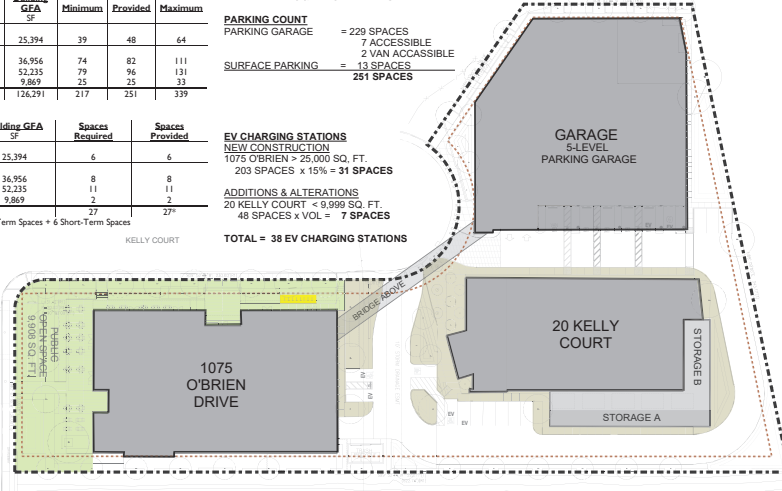 Building
GFA Minimum Provided Maximum
SF
25,394 39 48 64
36,956 74 82 111
52,235 79 96 131
9,869 25 25 33
126,291 217 251 339
PARKING COUNT
PARKING GARAGE = 229 SPACES
7 ACCESSIBLE
2 VAN ACCASSIBLE
SURFACE PARKING = 13 SPACES
251 SPACES
lding GFA Spaces Spaces
SF Required Provided
25,394 6 6
36,956 8 8
52,235 11 11
9,869 2 2
27 27*
Term Spaces + 6 Short-Term Spaces
EV CHARGING STATIONS
NEW CONSTRUCTION
1075 O'BRIEN > 25,000 SQ, FT.
203 SPACES x 15% = 31 SPACES
ADDITIONS & ALTERATIONS
20 KELLY COURT < 9,999 SQ. FT.
48 SPACES x VOL = 7 SPACES
TOTAL = 38 EV CHARGING STATIONS
KELLY COURT
GARAGE
5-LEVEL
PARKING GARAGE
BRIDGE ABOVE
PUBLIC
OPEN SPACE
9,908 SQ. FT.
1075
O'BRIEN
DRIVE
20 KELLY
COURT
STORAGE B
STORAGE A
EV
EV